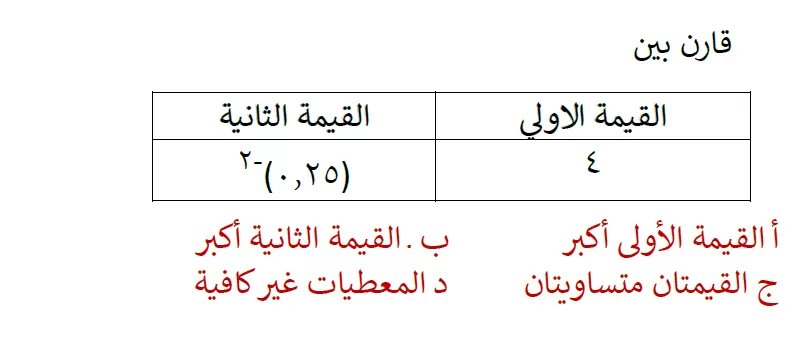 قارن بين
القيمة الاولي القيمة الثانية
٤ (٠,٢٥)-٢
أ القيمة الأولى أكبر ب . القيمة الثانية أكبر
ج القيمتان متساويتان د المعطيات غير كافية